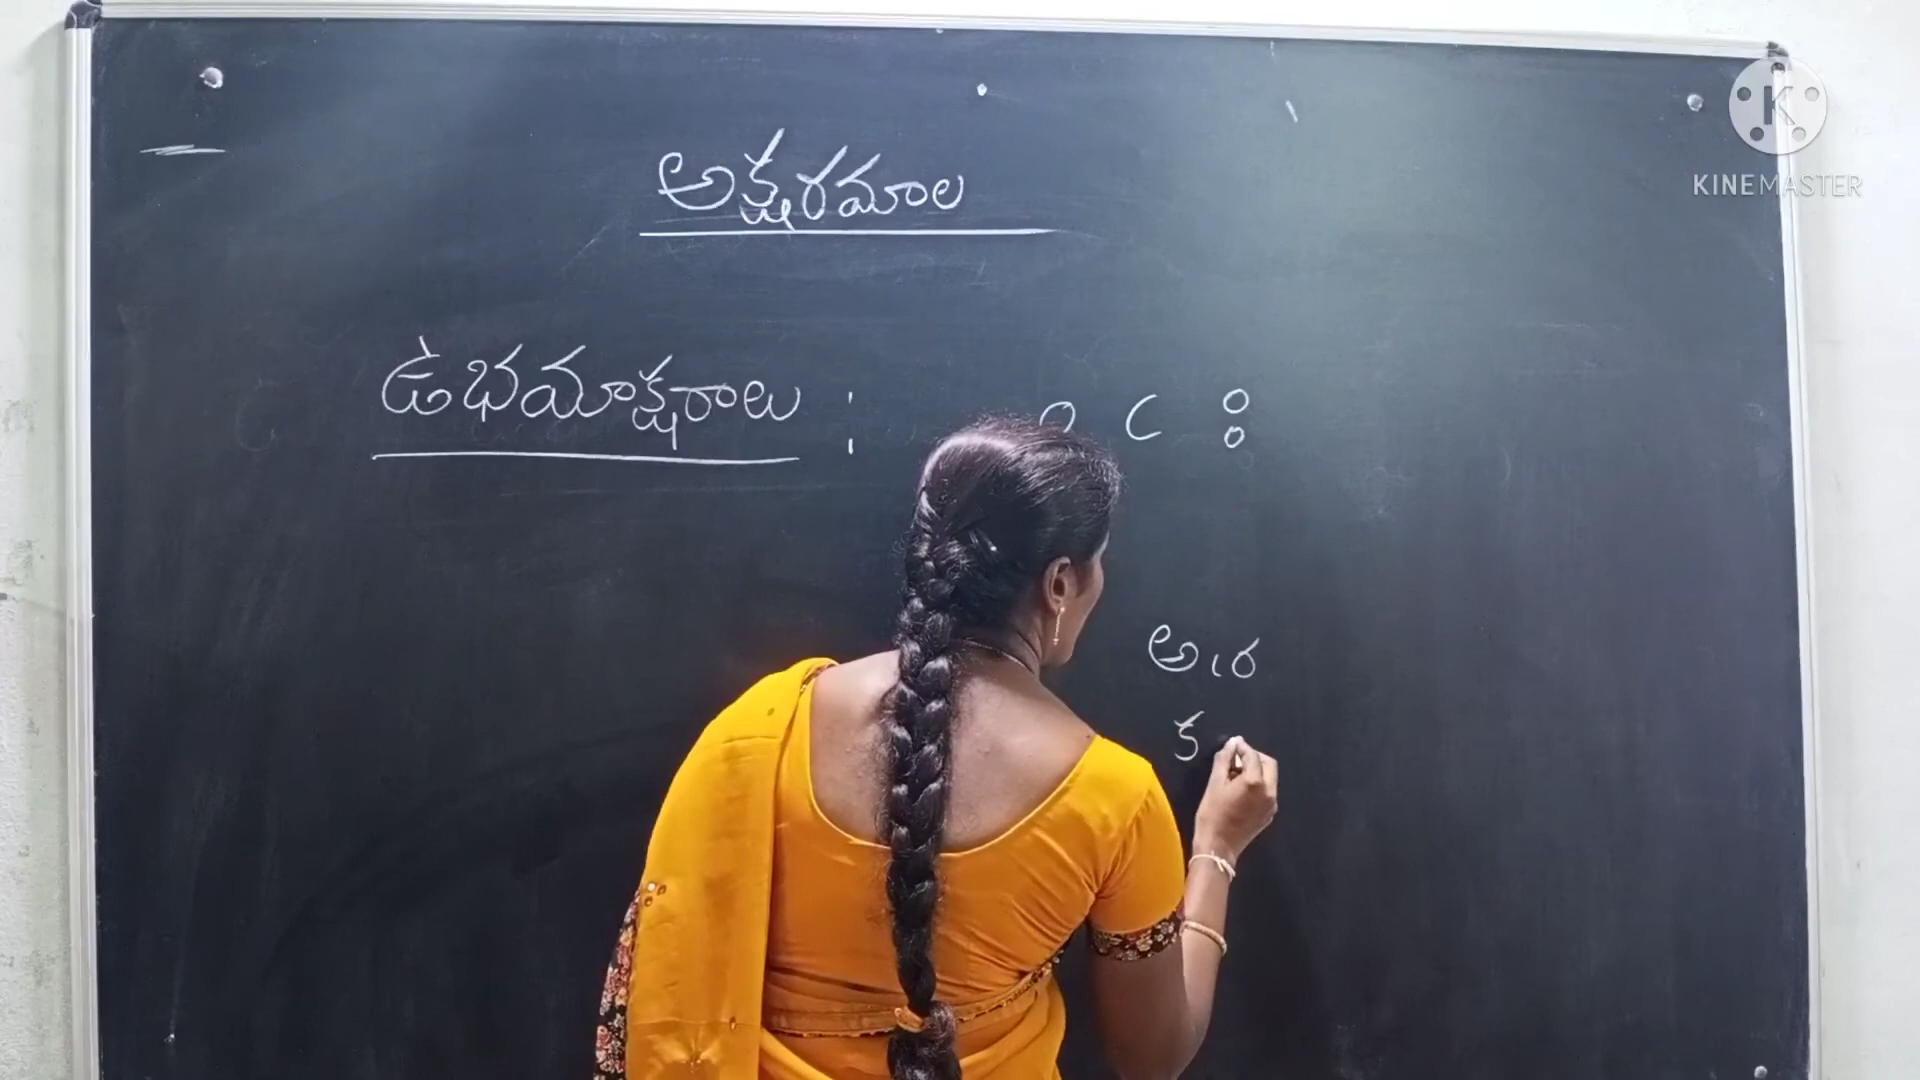 అక్షరమాల
ఉభయాక్షరాలు : ం ఁ ః
అ, ర
క
K
KINEMASTER